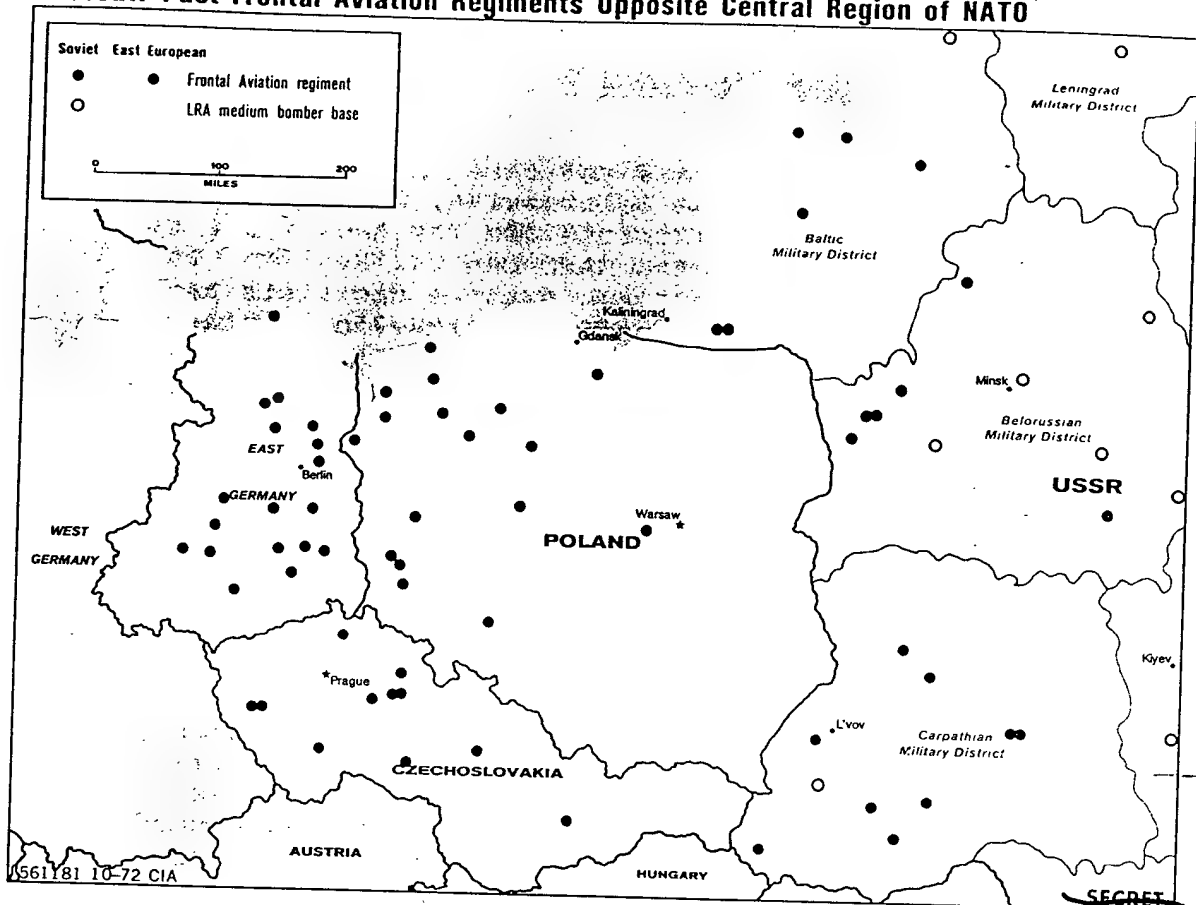 Pact Frontal Aviation Regiments Opposite Central Region of NATO
Soviet East European
Frontal Aviation regiment
LRA medium bomber base
0 100 200
MILES
Leningrad
Military District
Baltic
Military District
Kaliningrad
Gdansk
Minsk
Belorussian
Military District
USSR
EAST
GERMANY
Berlin
WEST
GERMANY
Warsaw
POLAND
Kiyev
Prague
L'vov
Carpathian
Military District
CZECHOSLOVAKIA
AUSTRIA
HUNGARY
561181 10-72 CIA
SECRET